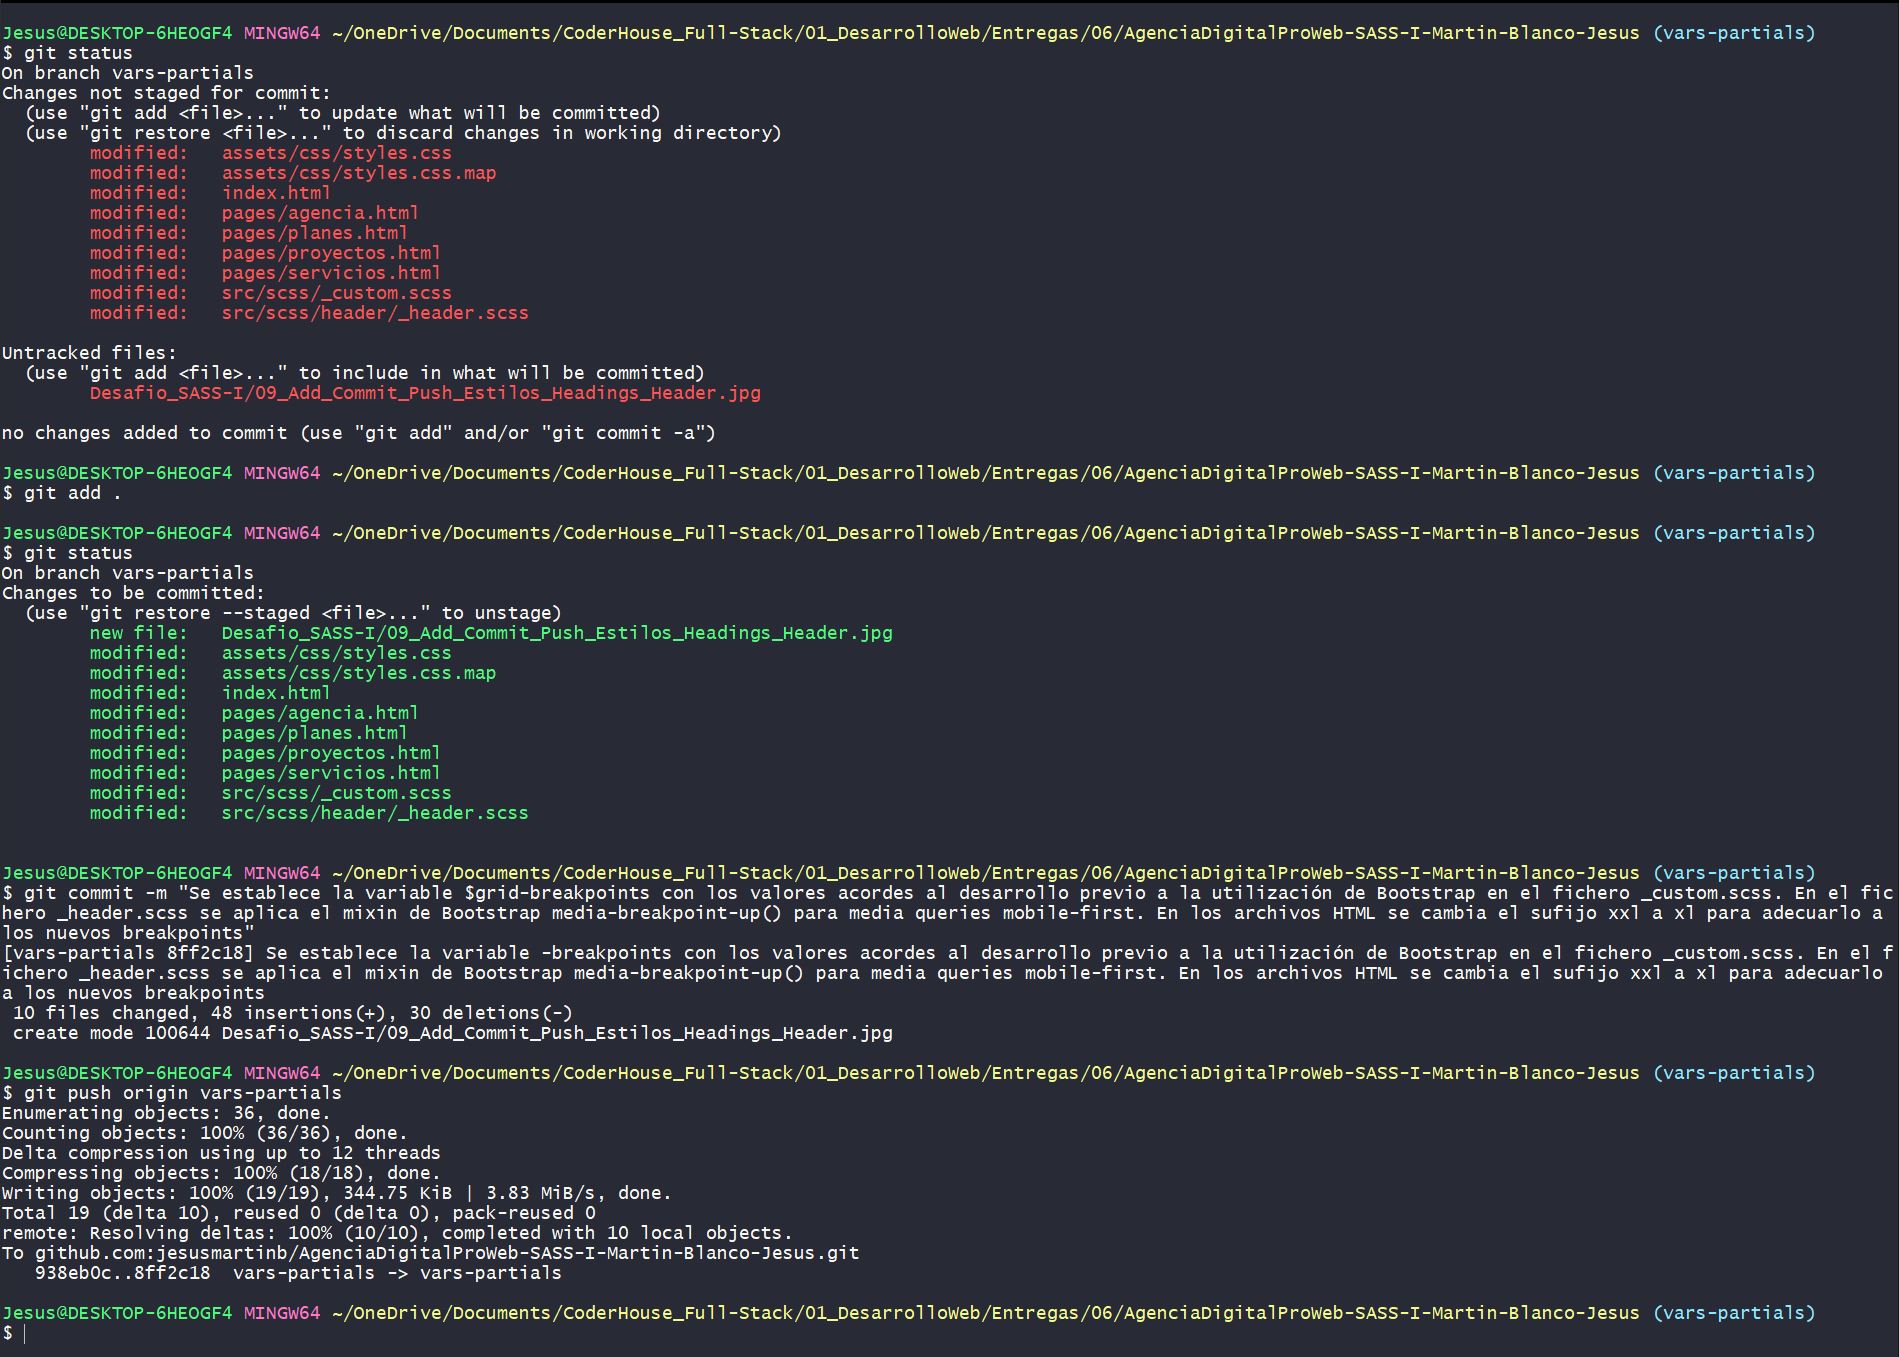 Jesus@DESKTOP-6HEOGF4 MINGW64 ~/OneDrive/Documents/CoderHouse_Full-Stack/01_DesarrolloWeb/Entregas/06/AgenciaDigitalProWeb-SASS-I-Martin-Blanco-Jesus (vars-partials)
$ git status
On branch vars-partials
Changes not staged for commit:
  (use "git add <file>..." to update what will be committed)
  (use "git restore <file>..." to discard changes in working directory)
        modified:   assets/css/styles.css
        modified:   assets/css/styles.css.map
        modified:   index.html
        modified:   pages/agencia.html
        modified:   pages/planes.html
        modified:   pages/proyectos.html
        modified:   pages/servicios.html
        modified:   src/scss/_custom.scss
        modified:   src/scss/header/_header.scss

Untracked files:
  (use "git add <file>..." to include in what will be committed)
        Desafio_SASS-I/09_Add_Commit_Push_Estilos_Headings_Header.jpg

no changes added to commit (use "git add" and/or "git commit -a")

Jesus@DESKTOP-6HEOGF4 MINGW64 ~/OneDrive/Documents/CoderHouse_Full-Stack/01_DesarrolloWeb/Entregas/06/AgenciaDigitalProWeb-SASS-I-Martin-Blanco-Jesus (vars-partials)
$ git add .

Jesus@DESKTOP-6HEOGF4 MINGW64 ~/OneDrive/Documents/CoderHouse_Full-Stack/01_DesarrolloWeb/Entregas/06/AgenciaDigitalProWeb-SASS-I-Martin-Blanco-Jesus (vars-partials)
$ git status
On branch vars-partials
Changes to be committed:
  (use "git restore --staged <file>..." to unstage)
        new file:   Desafio_SASS-I/09_Add_Commit_Push_Estilos_Headings_Header.jpg
        modified:   assets/css/styles.css
        modified:   assets/css/styles.css.map
        modified:   index.html
        modified:   pages/agencia.html
        modified:   pages/planes.html
        modified:   pages/proyectos.html
        modified:   pages/servicios.html
        modified:   src/scss/_custom.scss
        modified:   src/scss/header/_header.scss

Jesus@DESKTOP-6HEOGF4 MINGW64 ~/OneDrive/Documents/CoderHouse_Full-Stack/01_DesarrolloWeb/Entregas/06/AgenciaDigitalProWeb-SASS-I-Martin-Blanco-Jesus (vars-partials)
$ git commit -m "Se establece la variable $grid-breakpoints con los valores acordes al desarrollo previo a la utilización de Bootstrap en el fichero _custom.scss. En el fic
hero _header.scss se aplica el mixin de Bootstrap media-breakpoint-up() para media queries mobile-first. En los archivos HTML se cambia el sufijo xxl a xl para adecuarlo a
los nuevos breakpoints"
[vars-partials 8ff2c18] Se establece la variable -breakpoints con los valores acordes al desarrollo previo a la utilización de Bootstrap en el fichero _custom.scss. En el f
ichero _header.scss se aplica el mixin de Bootstrap media-breakpoint-up() para media queries mobile-first. En los archivos HTML se cambia el sufijo xxl a xl para adecuarlo
a los nuevos breakpoints
 10 files changed, 48 insertions(+), 30 deletions(-)
 create mode 100644 Desafio_SASS-I/09_Add_Commit_Push_Estilos_Headings_Header.jpg

Jesus@DESKTOP-6HEOGF4 MINGW64 ~/OneDrive/Documents/CoderHouse_Full-Stack/01_DesarrolloWeb/Entregas/06/AgenciaDigitalProWeb-SASS-I-Martin-Blanco-Jesus (vars-partials)
$ git push origin vars-partials
Enumerating objects: 36, done.
Counting objects: 100% (36/36), done.
Delta compression using up to 12 threads
Compressing objects: 100% (18/18), done.
Writing objects: 100% (19/19), 344.75 KiB | 3.83 MiB/s, done.
Total 19 (delta 10), reused 0 (delta 0), pack-reused 0
remote: Resolving deltas: 100% (10/10), completed with 10 local objects.
To github.com:jesusmartinb/AgenciaDigitalProWeb-SASS-I-Martin-Blanco-Jesus.git
   938eb0c..8ff2c18  vars-partials -> vars-partials

Jesus@DESKTOP-6HEOGF4 MINGW64 ~/OneDrive/Documents/CoderHouse_Full-Stack/01_DesarrolloWeb/Entregas/06/AgenciaDigitalProWeb-SASS-I-Martin-Blanco-Jesus (vars-partials)
$